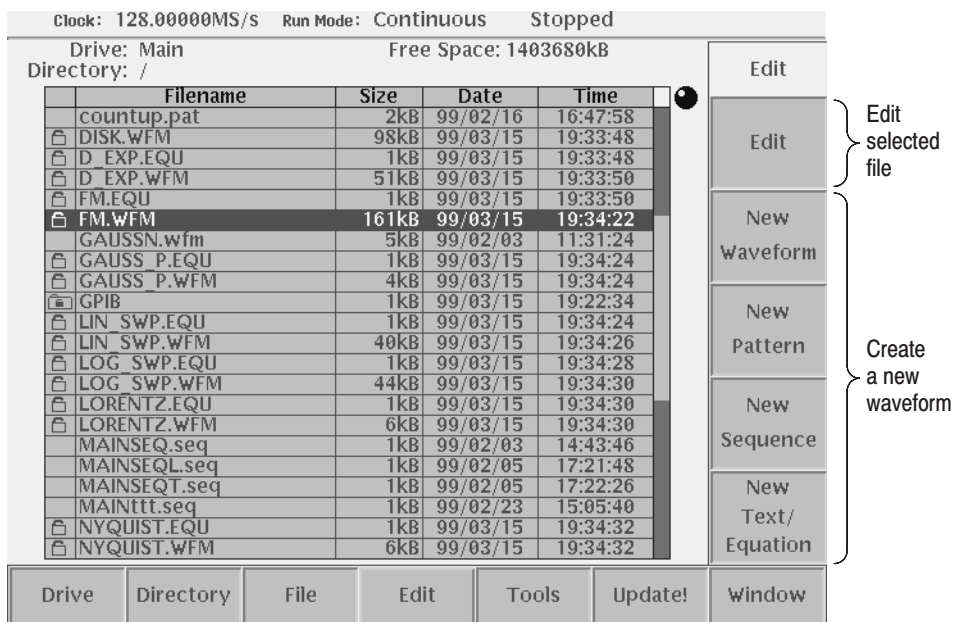 Clock: 128.00000MS/s Run Mode: Continuous Stopped
Drive: Main Free Space: 1403680kB
Directory: /
Filename Size Date Time
countup.pat 2kB 99/02/16 16:47:58
DISK.WFM 98kB 99/03/15 19:33:48
D_EXP.EQU 1kB 99/03/15 19:33:48
D_EXP.WFM 51kB 99/03/15 19:33:50
FM.EQU 1kB 99/03/15 19:33:50
FM.WFM 161kB 99/03/15 19:34:22
GAUSSN.wfm 5kB 99/02/03 11:31:24
GAUSS_P.EQU 1kB 99/03/15 19:34:24
GAUSS_P.WFM 4kB 99/03/15 19:34:24
GPIB 1kB 99/03/15 19:22:34
LIN_SWP.EQU 1kB 99/03/15 19:34:24
LIN_SWP.WFM 40kB 99/03/15 19:34:26
LOG_SWP.EQU 1kB 99/03/15 19:34:28
LOG_SWP.WFM 44kB 99/03/15 19:34:30
LORENTZ.EQU 1kB 99/03/15 19:34:30
LORENTZ.WFM 6kB 99/03/15 19:34:30
MAINSEQ.seq 1kB 99/02/03 14:43:46
MAINSEQL.seq 1kB 99/02/05 17:21:48
MAINSEQT.seq 1kB 99/02/05 17:22:26
MAINttt.seq 1kB 99/02/23 15:05:40
NYQUIST.EQU 1kB 99/03/15 19:34:32
NYQUIST.WFM 6kB 99/03/15 19:34:32
Edit
Edit
New
Waveform
New
Pattern
New
Sequence
New
Text/
Equation
Edit
selected
file
Create
a new
waveform
Drive Directory File Edit Tools Update! Window